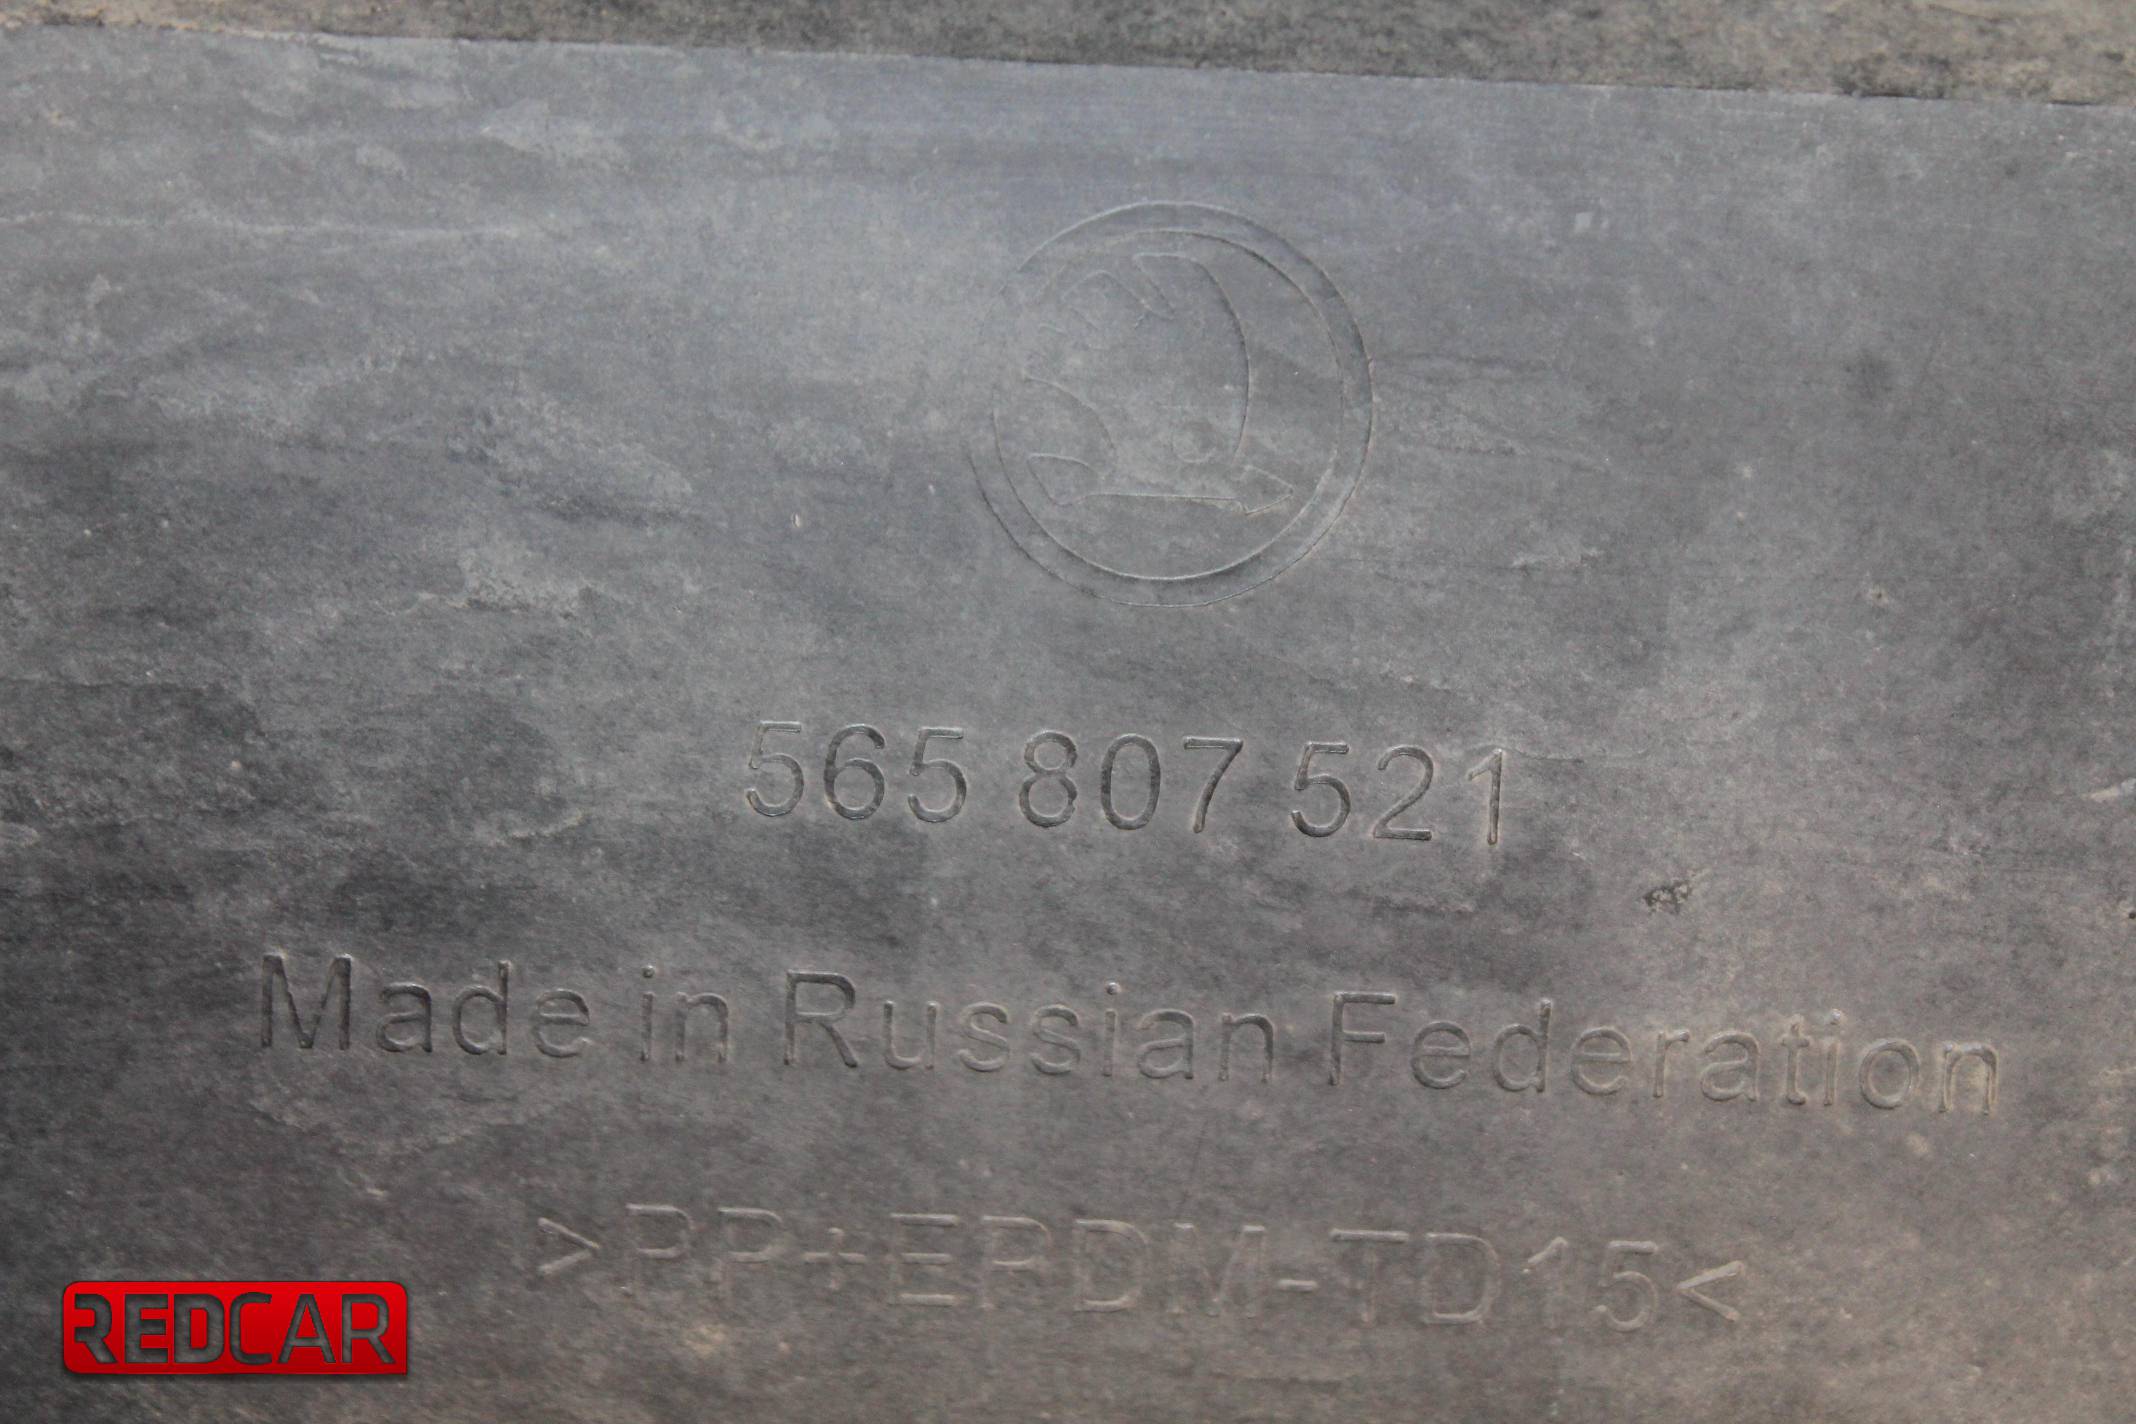 565 807 521
Made in Russian Federation
>PP+EPDM-TD15<
REDCAR